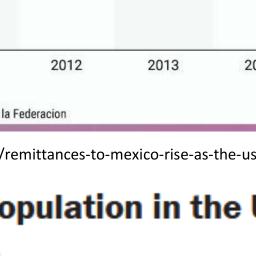 2012 2013
la Federacion
/remittances-to-mexico-rise-as-the-us
opulation in the